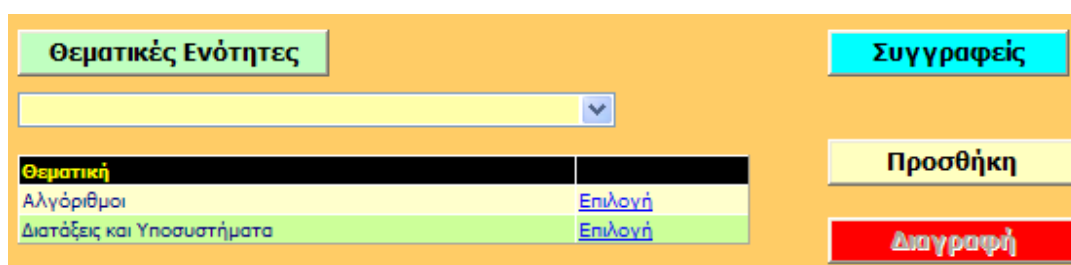 Θεματικές Ενότητες
Συγγραφείς
Προσθήκη
Θεματική
Αλγόριθμοι Επιλογή
Διατάξεις και Υποσυστήματα Επιλογή
Διαγραφή